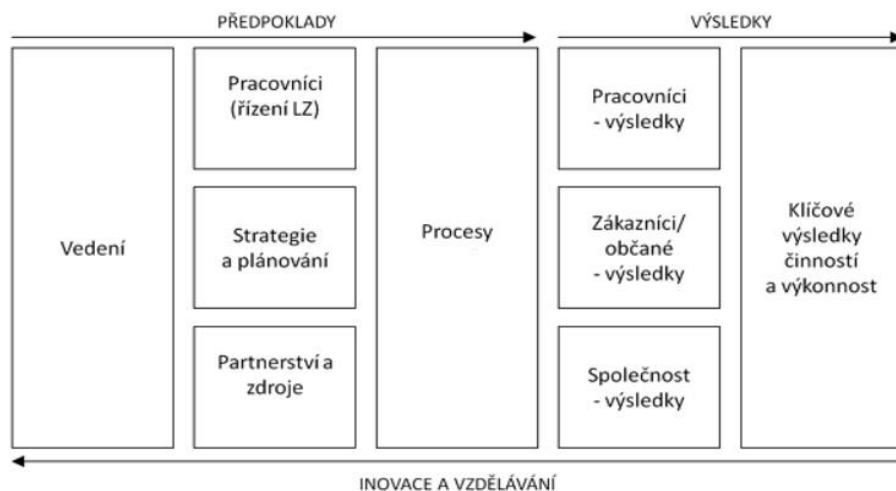 PŘEDPOKLADY
VÝSLEDKY
Vedení
Pracovníci
(řízení LZ)
Strategie
a plánování
Partnerství a
zdroje
Procesy
Pracovníci
- výsledky
Zákazníci/
občané
- výsledky
Společnost
- výsledky
Klíčové
výsledky
činností
a výkonnost
INOVACE A VZDĚLÁVÁNÍ